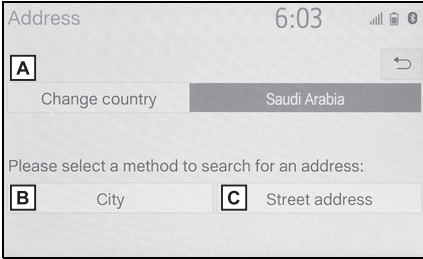 Address 6:03
A
Change country Saudi Arabia
Please select a method to search for an address:
B City C Street address